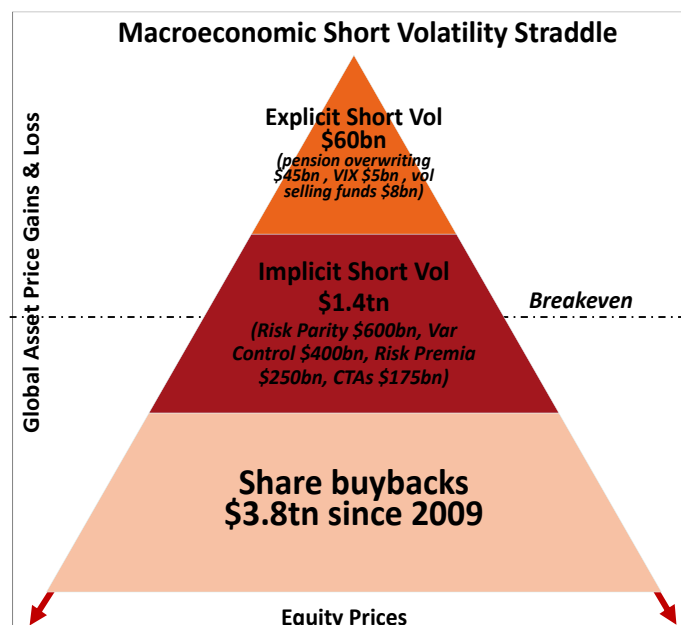 Macroeconomic Short Volatility Straddle
Global Asset Price Gains & Loss
Explicit Short Vol
$60bn
(pension overwriting
$45bn , VIX $5bn , vol
selling funds $8bn)
Implicit Short Vol
$1.4tn
(Risk Parity $600bn, Var
Control $400bn, Risk Premia
$250bn, CTAs $175bn)
Breakeven
Share buybacks
$3.8tn since 2009
Equity Prices